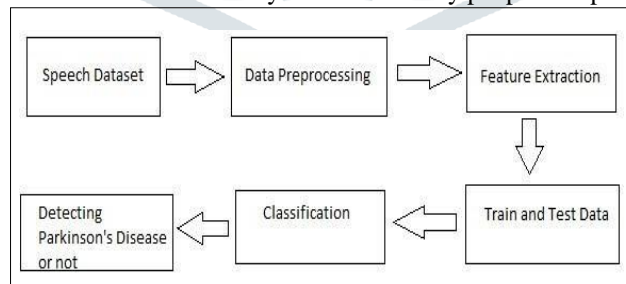 Speech Dataset
Data Preprocessing
Feature Extraction
Train and Test Data
Classification
Detecting
Parkinson's Disease
or not